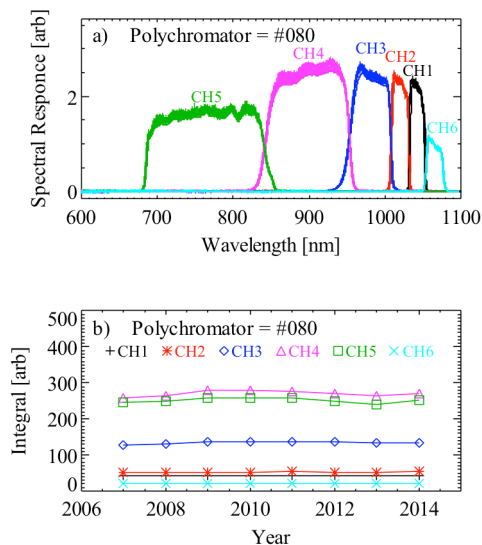 a) Polychromator = #080
CH4
CH3
CH2
CH1
CH5
CH6
Spectral Responce [arb]
2
0
600 700 800 900 1000 1100
Wavelength [nm]
b) Polychromator = #080
CH1 CH2 CH3 CH4 CH5 CH6
Integral [arb]
500
400
300
200
100
0
2006 2008 2010 2012 2014
Year